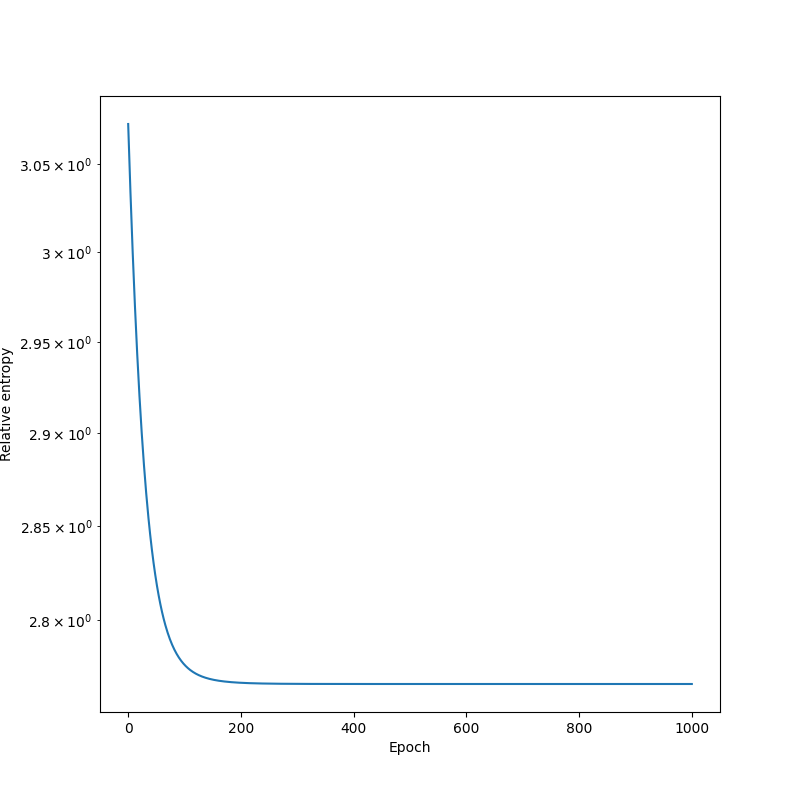 Relative entropy
3.05 × 10⁰
3 × 10⁰
2.95 × 10⁰
2.9 × 10⁰
2.85 × 10⁰
2.8 × 10⁰
0 200 400 600 800 1000
Epoch